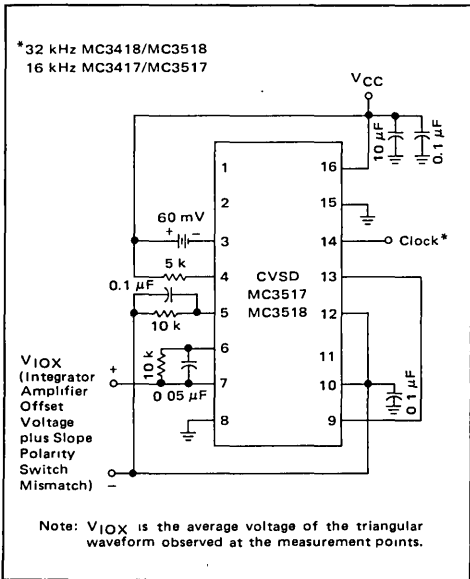 *32 kHz MC3418/MC3518
16 kHz MC3417/MC3517
VCC
10 µF
0.1 µF
1
16
2
15
60 mV
+
−
3
14
Clock*
5 k
4
CVSD
13
0.1 µF
MC3517
5
MC3518
12
10 k
6
11
10 k
VIOX
(Integrator
Amplifier
Offset
Voltage
plus Slope
Polarity
Switch
Mismatch)
+
−
7
10
0 05 µF
0.1 µF
8
9
Note: VIOX is the average voltage of the triangular
waveform observed at the measurement points.